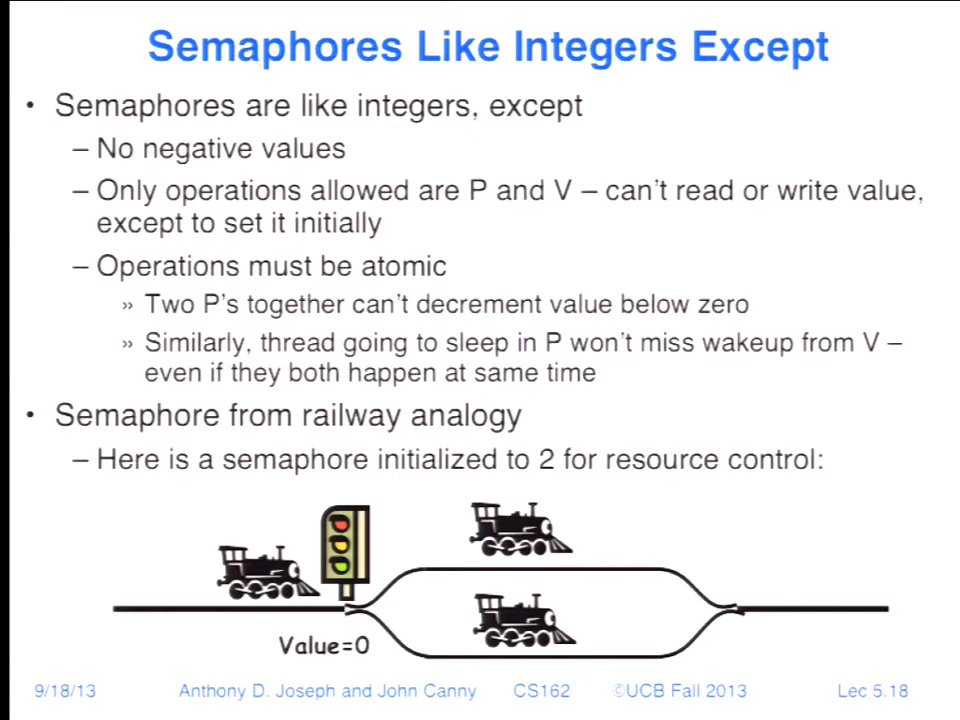 Semaphores Like Integers Except
• Semaphores are like integers, except
– No negative values
– Only operations allowed are P and V – can't read or write value,
except to set it initially
– Operations must be atomic
» Two P's together can't decrement value below zero
» Similarly, thread going to sleep in P won't miss wakeup from V –
even if they both happen at same time
• Semaphore from railway analogy
– Here is a semaphore initialized to 2 for resource control:
Value=0
9/18/13 Anthony D. Joseph and John Canny CS162 ©UCB Fall 2013 Lec 5.18